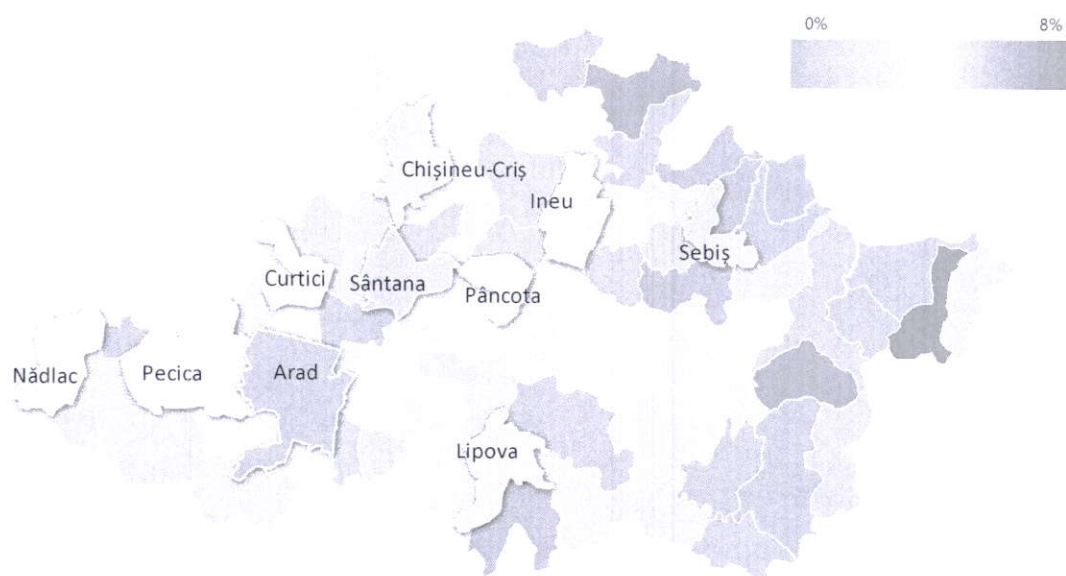 0%
8%
Chișineu-Criș
Ineu
Sebiș
Curtici
Sântana
Pâncota
Nădlac
Pecica
Arad
Lipova